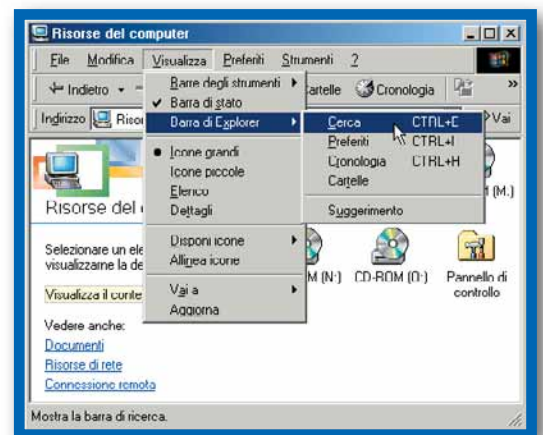 Risorse del computer
File Modifica Visualizza Preferiti Strumenti ?
Indietro Cartelle Cronologia »
Indirizzo Risor Vai
Barre degli strumenti
Barra di stato
Barra di Explorer
Icone grandi
Icone piccole
Elenco
Dettagli
Disponi icone
Allinea icone
Vai a
Aggiorna
Cerca CTRL+E
Preferiti CTRL+I
Cronologia CTRL+H
Cartelle
Suggerimento
Risorse del
Selezionare un ele
visualizzarne la de
Visualizza il conte
Vedere anche:
Documenti
Risorse di rete
Connessione remota
(M:)
M (N:) CD-ROM (O:) Pannello di
controllo
Mostra la barra di ricerca.